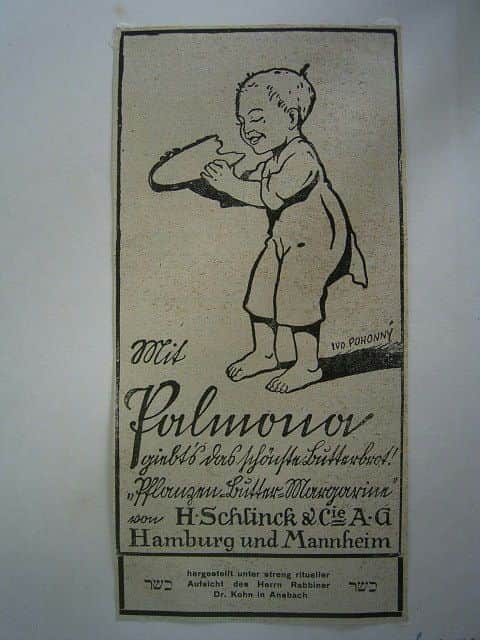 IVO PUHONNÝ
Mit
Palmona
giebt's das schönste Butterbrot!
"Pflanzen-Butter-Margarine"
von H. Schlinck & Cie A-G
Hamburg und Mannheim
hergestellt unter streng ritueller
כשר Aufsicht des Herrn Rabbiner כשר
Dr. Kohn in Ansbach